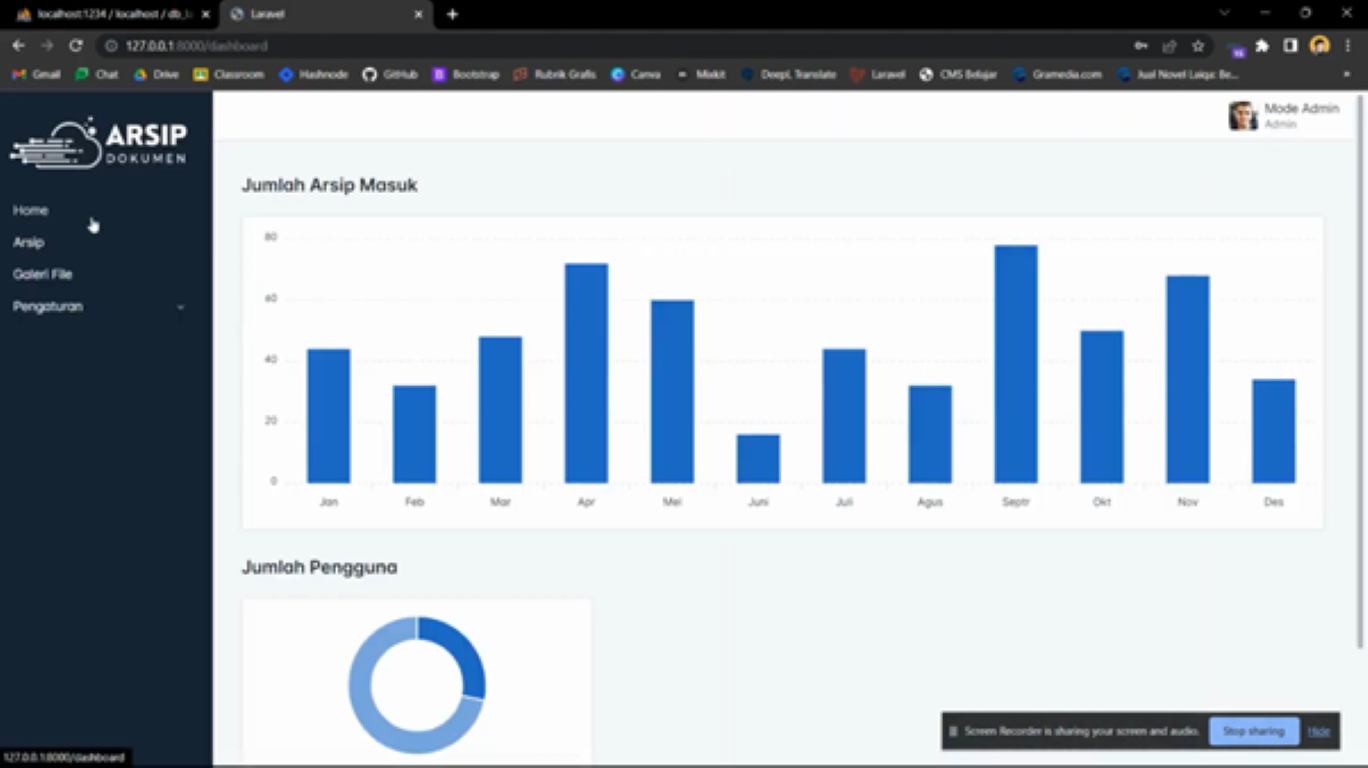 localhost:1234 / localhost / db_l
Laravel
127.0.0.1:8000/dashboard
Gmail
Chat
Drive
Classroom
Hashnode
GitHub
Bootstrap
Rubrik Grafis
Canva
Mixkit
DeepL Translate
Laravel
CMS Belajar
Gramedia.com
Jual Novel Laiqa: Be...
ARSIP
DOKUMEN
Mode Admin
Admin
Home
Arsip
Galeri File
Pengaturan
Jumlah Arsip Masuk
80
60
40
20
0
Jan Feb Mar Apr Mei Juni Juli Agus Septr Okt Nov Des
Jumlah Pengguna
Screen Recorder is sharing your screen and audio.
Stop sharing
Hide
127.0.0.1:8000/dashboard